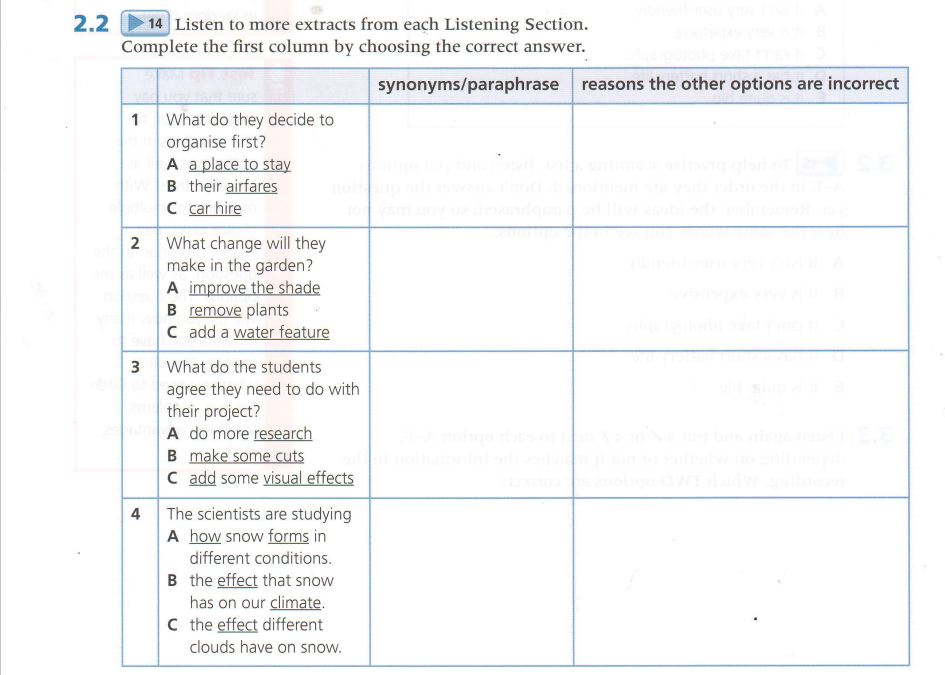 2.2 14 Listen to more extracts from each Listening Section.
Complete the first column by choosing the correct answer.
synonyms/paraphrase reasons the other options are incorrect
1 What do they decide to
organise first?
A a place to stay
B their airfares
C car hire
2 What change will they
make in the garden?
A improve the shade
B remove plants
C add a water feature
3 What do the students
agree they need to do with
their project?
A do more research
B make some cuts
C add some visual effects
4 The scientists are studying
A how snow forms in
different conditions.
B the effect that snow
has on our climate.
C the effect different
clouds have on snow.